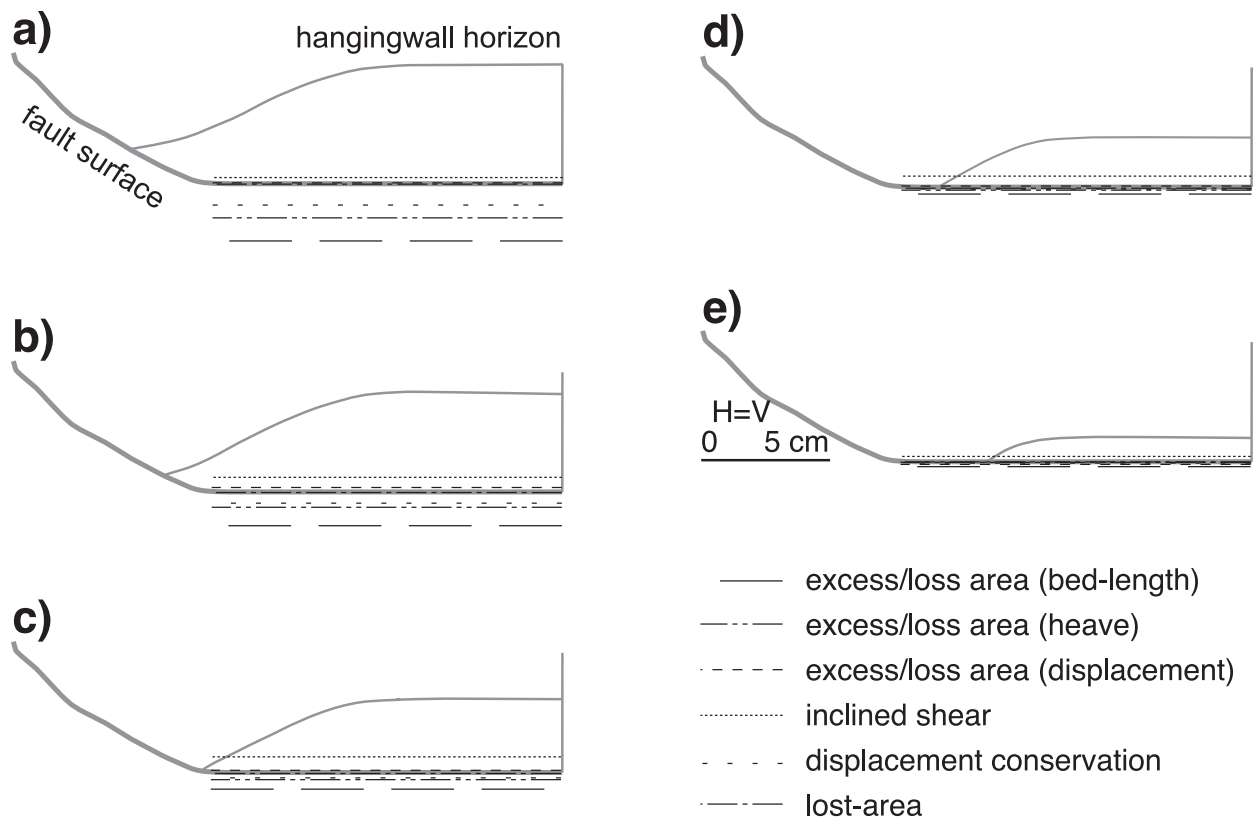 a)
hangingwall horizon
fault surface
b)
c)
d)
e)
H=V
0 5 cm
excess/loss area (bed-length)
excess/loss area (heave)
excess/loss area (displacement)
inclined shear
displacement conservation
lost-area